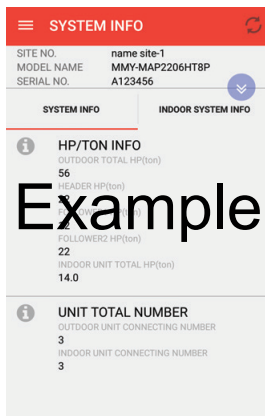 SYSTEM INFO
SITE NO. name site-1
MODEL NAME MMY-MAP2206HT8P
SERIAL NO. A123456
SYSTEM INFO INDOOR SYSTEM INFO
HP/TON INFO
OUTDOOR TOTAL HP(ton)
56
HEADER HP(ton)
Example
FOLLOWER2 HP(ton)
22
INDOOR UNIT TOTAL HP(ton)
14.0
UNIT TOTAL NUMBER
OUTDOOR UNIT CONNECTING NUMBER
3
INDOOR UNIT CONNECTING NUMBER
3